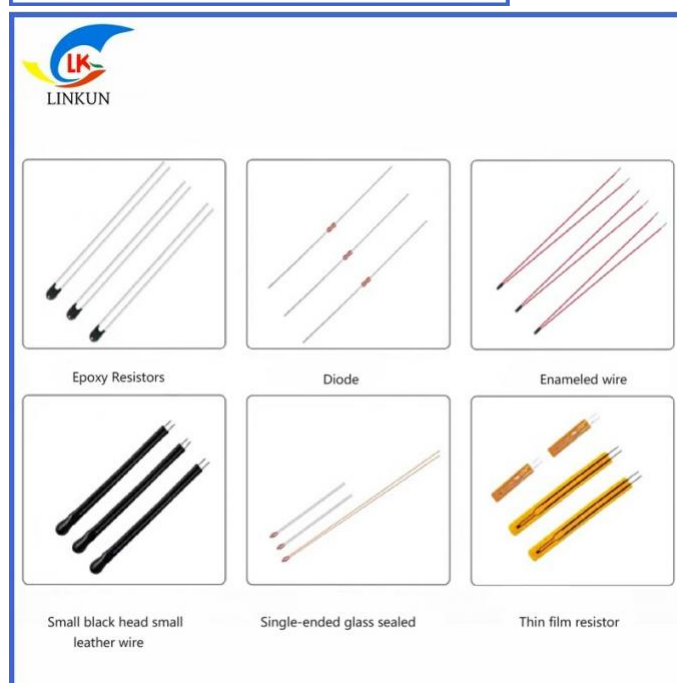 LK
LINKUN
Epoxy Resistors
Diode
Enameled wire
Small black head small
leather wire
Single-ended glass sealed
Thin film resistor